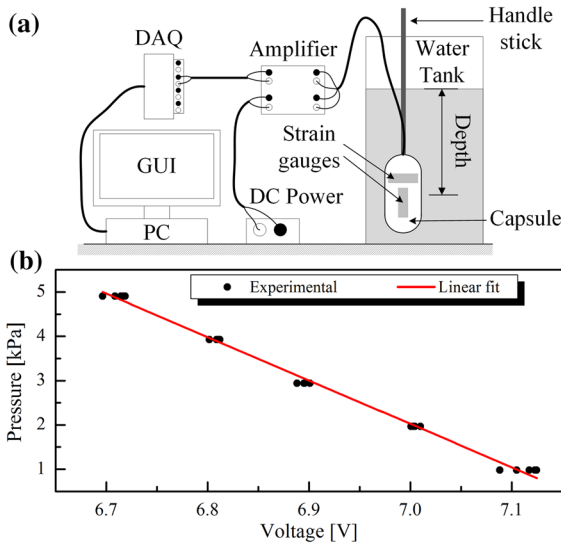 (a)
DAQ
Amplifier
Handle
stick
Water
Tank
Strain
gauges
Depth
GUI
DC Power
Capsule
PC
(b)
Experimental
Linear fit
Pressure [kPa]
5
4
3
2
1
6.7 6.8 6.9 7.0 7.1
Voltage [V]